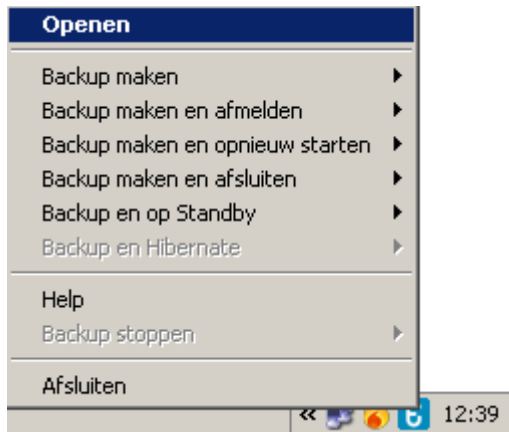 Openen
Backup maken
Backup maken en afmelden
Backup maken en opnieuw starten
Backup maken en afsluiten
Backup en op Standby
Backup en Hibernate
Help
Backup stoppen
Afsluiten
« 12:39